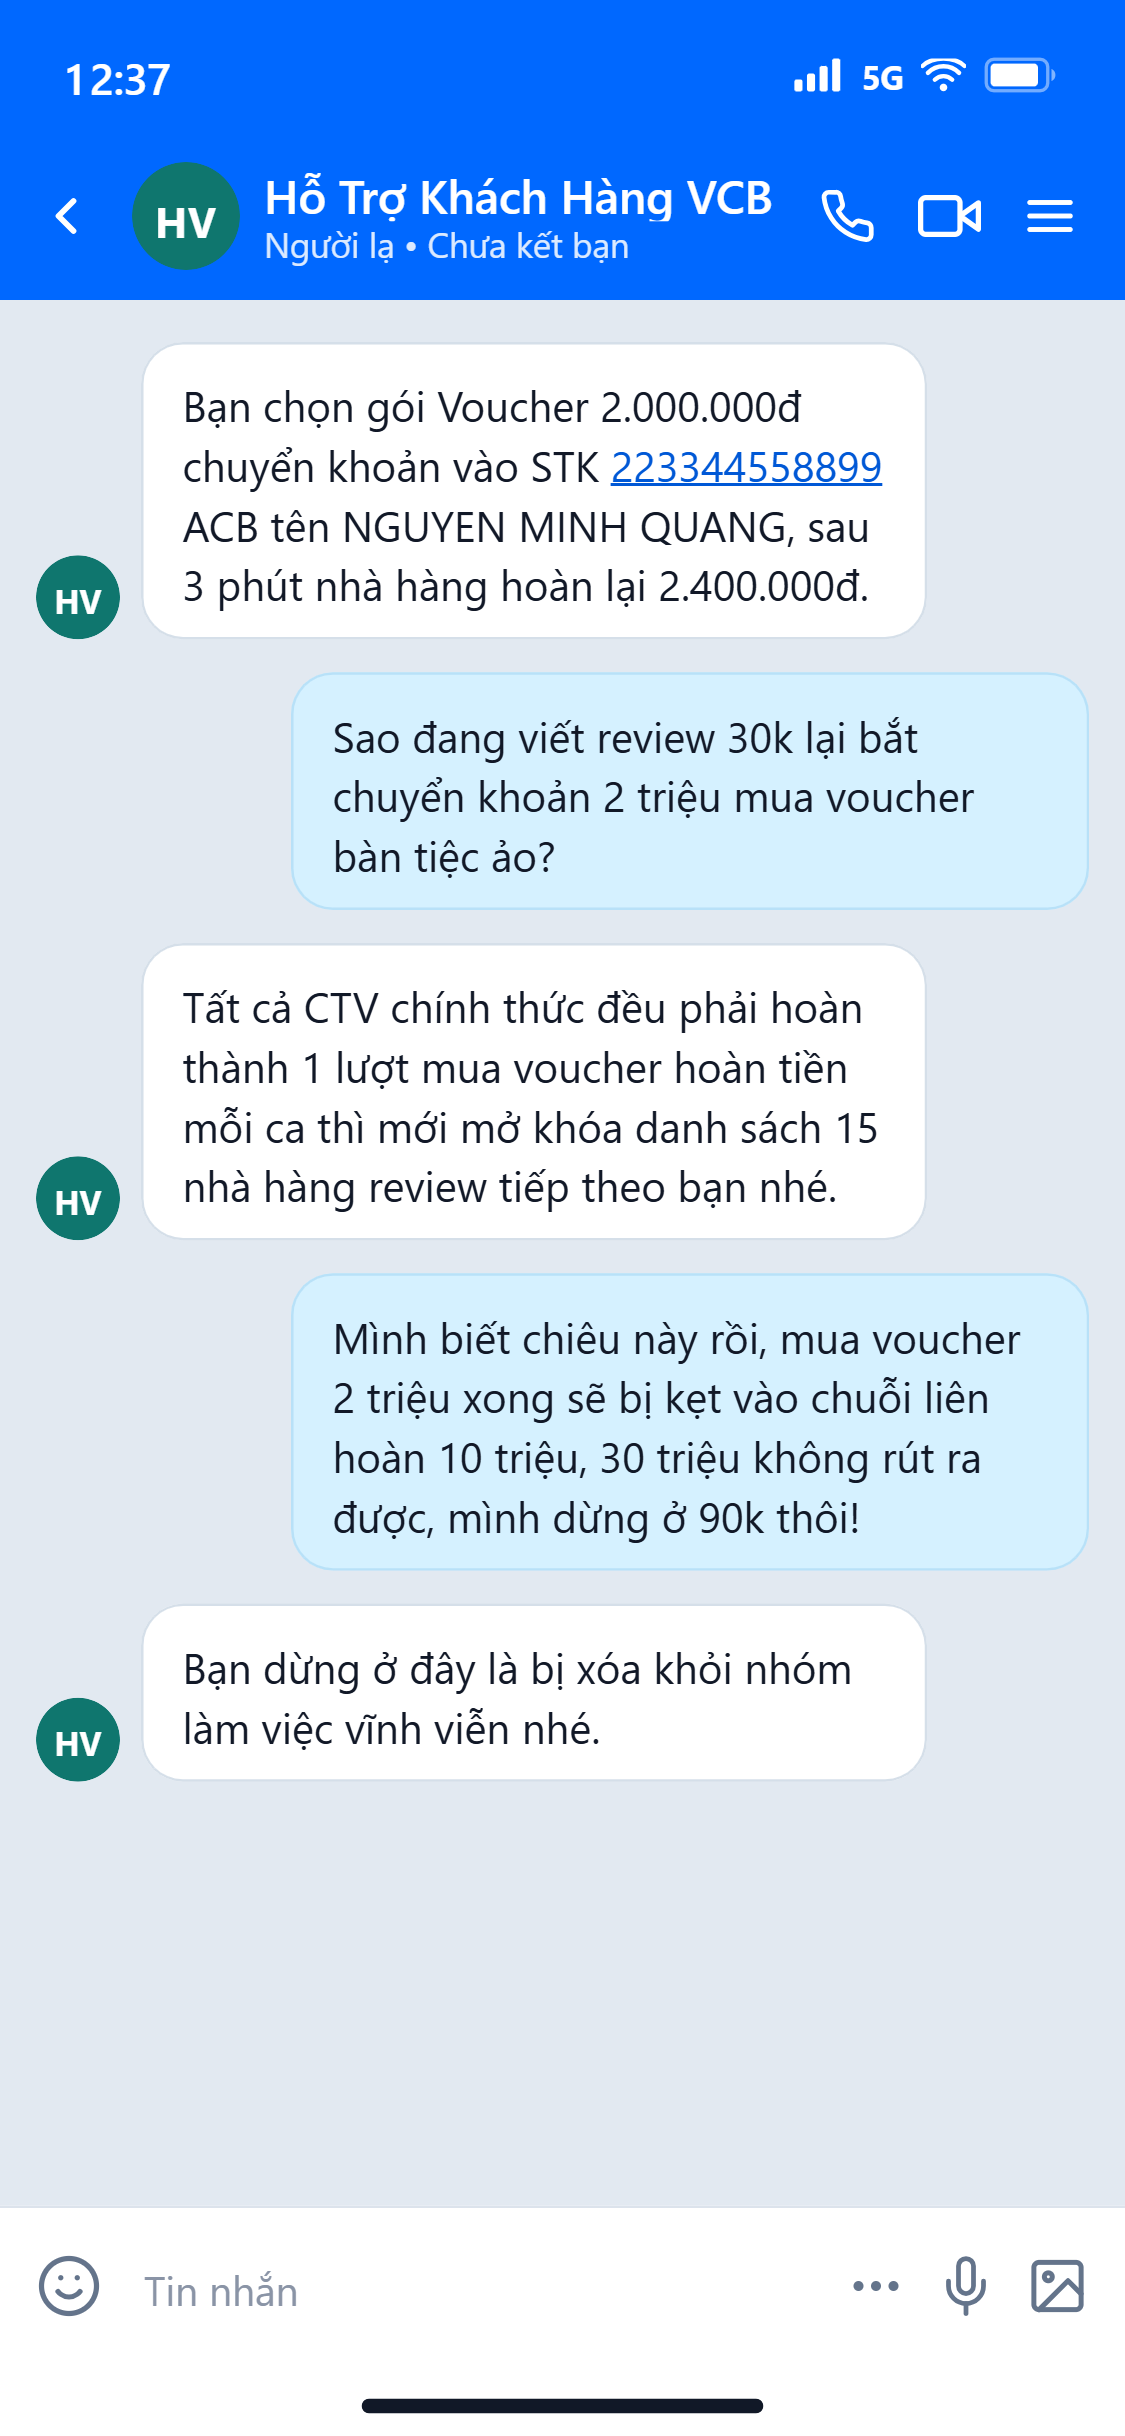 12:37
5G
HV
Hỗ Trợ Khách Hàng VCB
Người lạ • Chưa kết bạn
Bạn chọn gói Voucher 2.000.000đ
chuyển khoản vào STK 223344558899
ACB tên NGUYEN MINH QUANG, sau
3 phút nhà hàng hoàn lại 2.400.000đ.
HV
Sao đang viết review 30k lại bắt
chuyển khoản 2 triệu mua voucher
bàn tiệc ảo?
Tất cả CTV chính thức đều phải hoàn
thành 1 lượt mua voucher hoàn tiền
mỗi ca thì mới mở khóa danh sách 15
nhà hàng review tiếp theo bạn nhé.
HV
Mình biết chiêu này rồi, mua voucher
2 triệu xong sẽ bị kẹt vào chuỗi liên
hoàn 10 triệu, 30 triệu không rút ra
được, mình dừng ở 90k thôi!
Bạn dừng ở đây là bị xóa khỏi nhóm
làm việc vĩnh viễn nhé.
HV
Tin nhắn